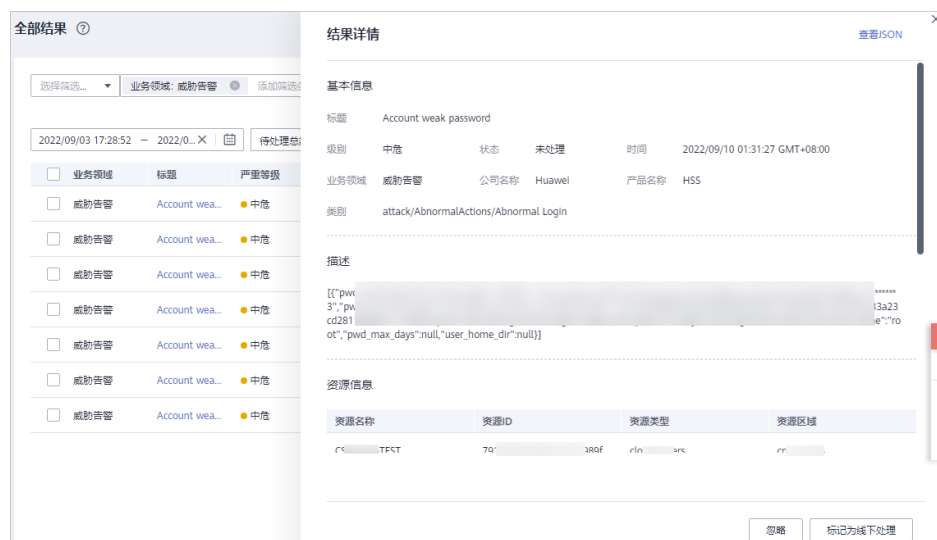 全部结果 ?
选择筛选... 业务领域: 威胁告警 添加筛选
2022/09/03 17:28:52 – 2022/0... 待处理总
业务领域 标题 严重等级
威胁告警 Account wea... 中危
威胁告警 Account wea... 中危
威胁告警 Account wea... 中危
威胁告警 Account wea... 中危
威胁告警 Account wea... 中危
威胁告警 Account wea... 中危
威胁告警 Account wea... 中危
结果详情 查看JSON
基本信息
标题 Account weak password
级别 中危 状态 未处理 时间 2022/09/10 01:31:27 GMT+08:00
业务领域 威胁告警 公司名称 Huawei 产品名称 HSS
类别 attack/AbnormalActions/Abnormal Login
描述
[{"pw ******
3","pw 3a23
cd281 e":"ro
ot","pwd_max_days":null,"user_home_dir":null}]
资源信息
资源名称 资源ID 资源类型 资源区域
TEST 989f
忽略 标记为线下处理